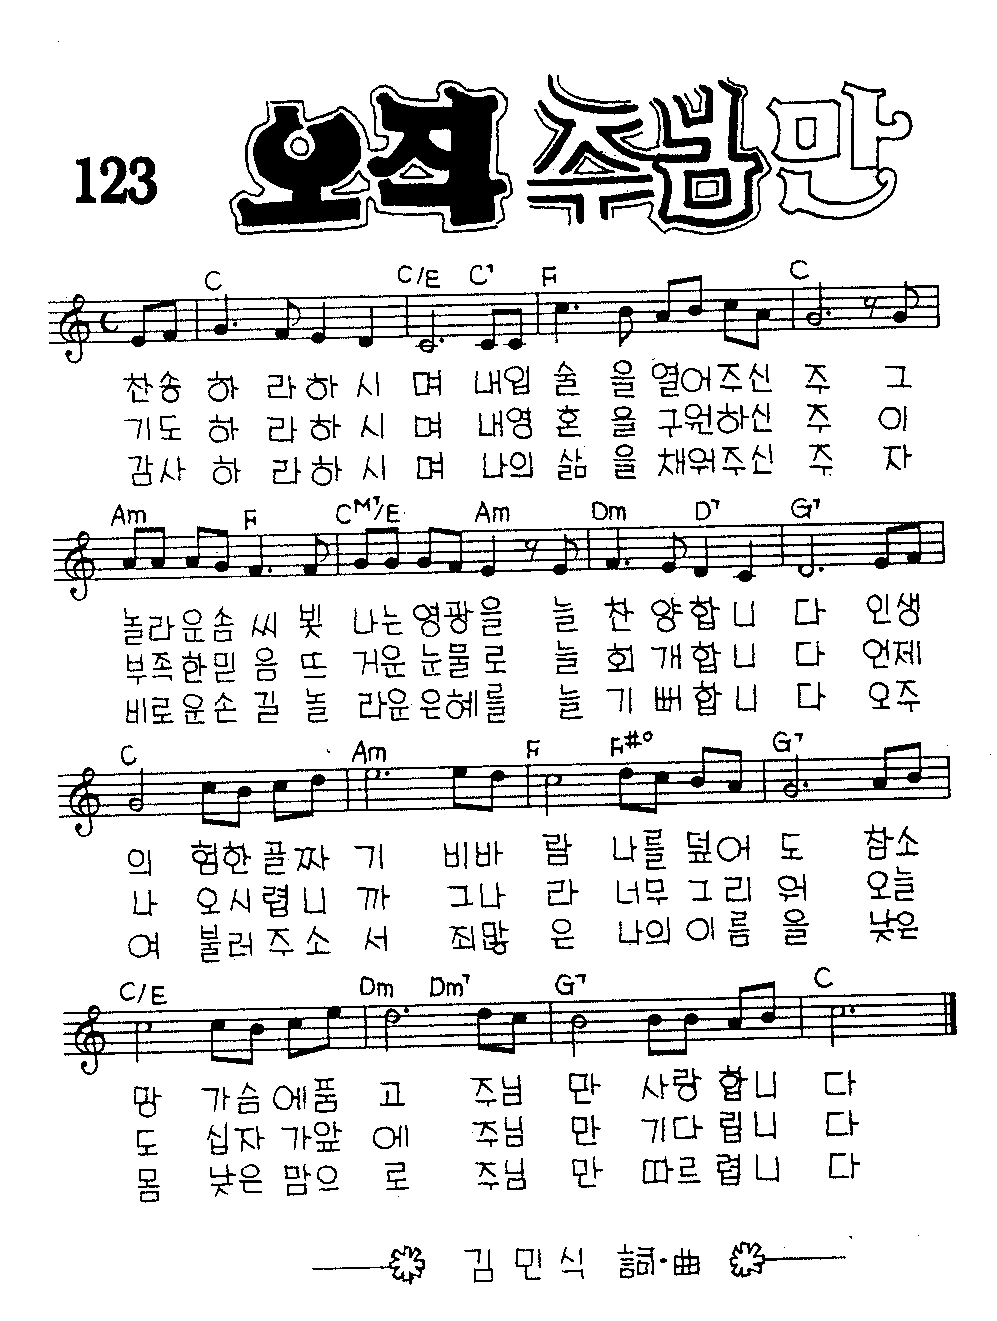 123 오직 주님만
C C/E C7 F C
찬송 하 라하 시 며 내입 술 을 열어주신 주 그
기도 하 라하 시 며 내영 혼 을 구원하신 주 이
감사 하 라하 시 며 나의 삶 을 채워주신 주 자
Am F CM7/E Am Dm D7 G7
놀라운솜 씨 빛 나는영광을 늘 찬 양합니 다 인생
부족한믿 음 뜨 거운눈물로 늘 회 개합니 다 언제
비로운손 길 놀 라운은혜를 늘 기 뻐합니 다 오주
C Am F F#o G7
의 험한골짜 기 비바 람 나를덮어 도 참소
나 오시렵니 까 그나 라 너무그리 워 오늘
여 불러주소 서 죄많 은 나의이름 을 낮은
C/E Dm Dm7 G7 C
망 가슴에품 고 주님 만 사랑합니 다
도 십자가앞 에 주님 만 기다립니 다
몸 낮은맘으 로 주님 만 따르렵니 다
김민식 詞·曲